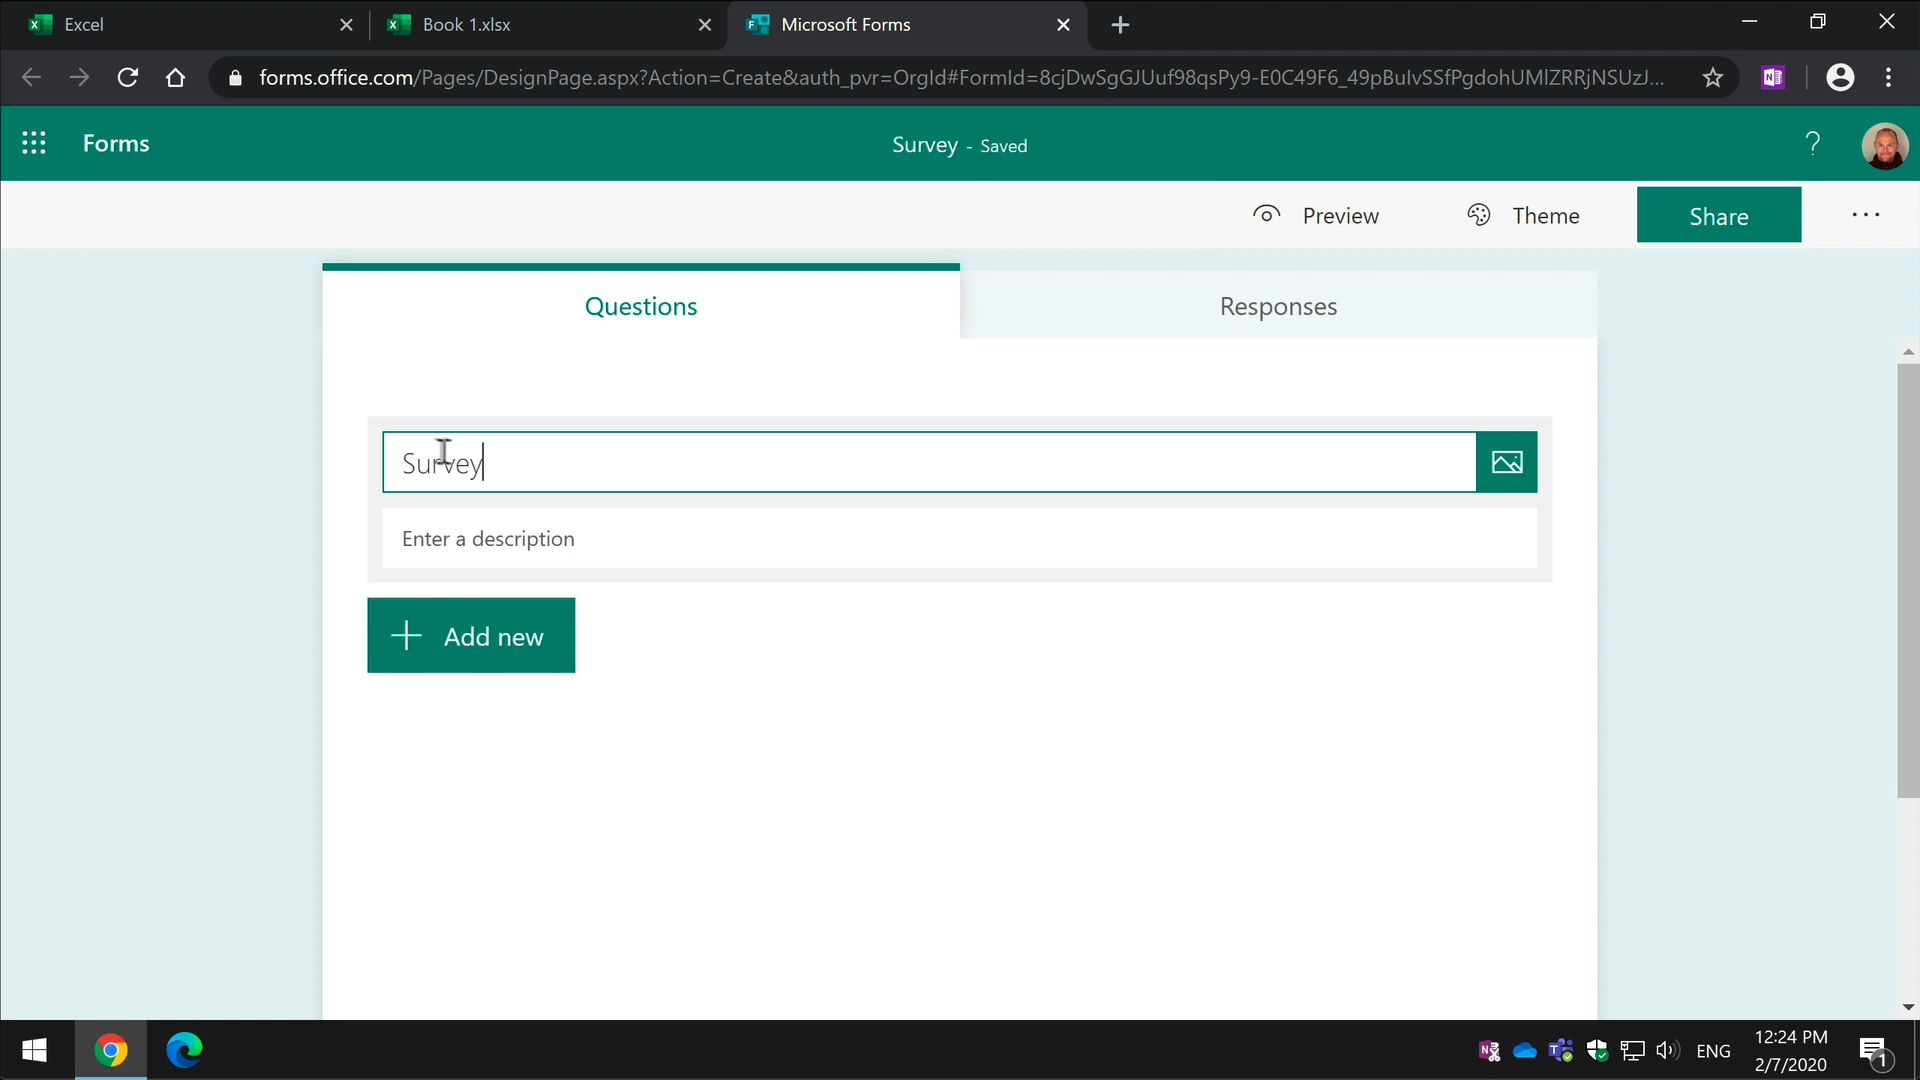 Excel
Book 1.xlsx
Microsoft Forms
forms.office.com/Pages/DesignPage.aspx?Action=Create&auth_pvr=OrgId#FormId=8cjDwSgGJUuf98qsPy9-E0C49F6_49pBulvSSfPgdohUMlZRRjNSUzJ...
Forms
Survey - Saved
?
Preview
Theme
Share
...
Questions
Responses
Survey
Enter a description
Add new
ENG
12:24 PM
2/7/2020
1